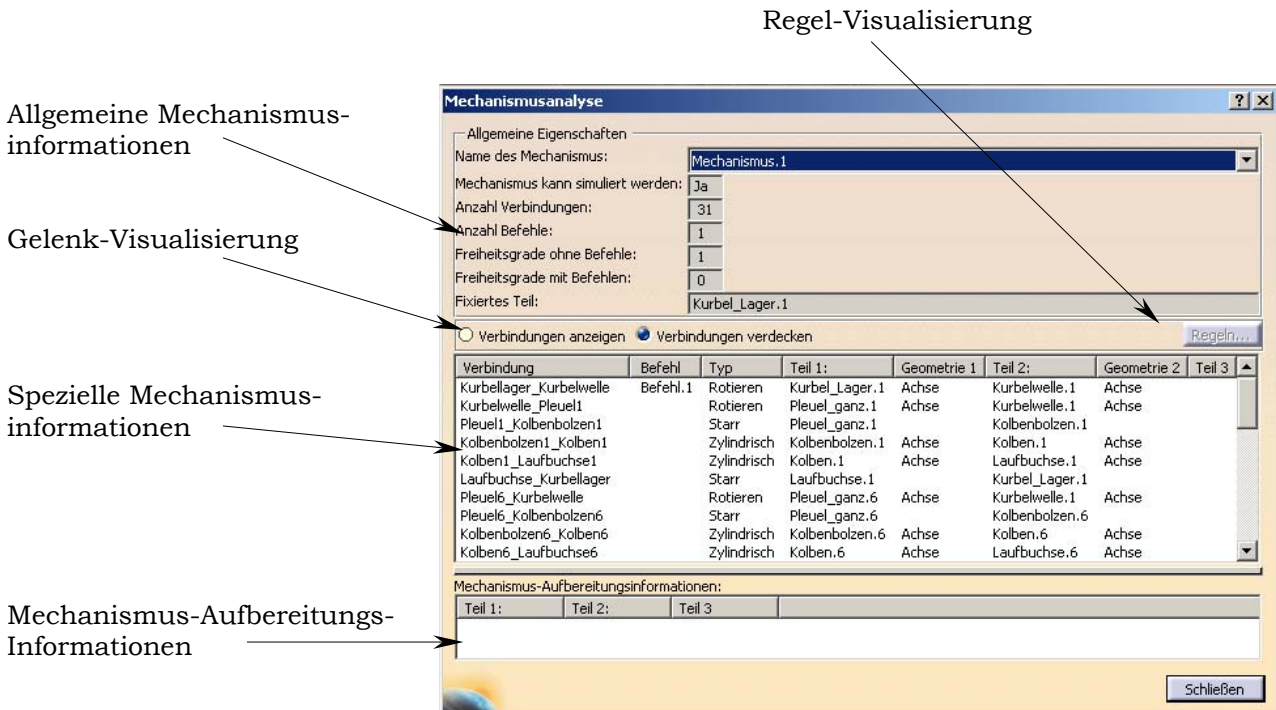 Regel-Visualisierung
Allgemeine Mechanismus-
informationen
Gelenk-Visualisierung
Spezielle Mechanismus-
informationen
Mechanismus-Aufbereitungs-
Informationen
Mechanismusanalyse ? ×
Allgemeine Eigenschaften
Name des Mechanismus: Mechanismus.1
Mechanismus kann simuliert werden: Ja
Anzahl Verbindungen: 31
Anzahl Befehle: 1
Freiheitsgrade ohne Befehle: 1
Freiheitsgrade mit Befehlen: 0
Fixiertes Teil: Kurbel_Lager.1
Verbindungen anzeigen Verbindungen verdecken Regeln...
Verbindung Befehl Typ Teil 1: Geometrie 1 Teil 2: Geometrie 2 Teil 3
Kurbellager_Kurbelwelle Befehl.1 Rotieren Kurbel_Lager.1 Achse Kurbelwelle.1 Achse
Kurbelwelle_Pleuel1 Rotieren Pleuel_ganz.1 Achse Kurbelwelle.1 Achse
Pleuel1_Kolbenbolzen1 Starr Pleuel_ganz.1 Kolbenbolzen.1
Kolbenbolzen1_Kolben1 Zylindrisch Kolbenbolzen.1 Achse Kolben.1 Achse
Kolben1_Laufbuchse1 Zylindrisch Kolben.1 Achse Laufbuchse.1 Achse
Laufbuchse_Kurbellager Starr Laufbuchse.1 Kurbel_Lager.1
Pleuel6_Kurbelwelle Rotieren Pleuel_ganz.6 Achse Kurbelwelle.1 Achse
Pleuel6_Kolbenbolzen6 Starr Pleuel_ganz.6 Kolbenbolzen.6
Kolbenbolzen6_Kolben6 Zylindrisch Kolbenbolzen.6 Achse Kolben.6 Achse
Kolben6_Laufbuchse6 Zylindrisch Kolben.6 Achse Laufbuchse.6 Achse
Mechanismus-Aufbereitungsinformationen:
Teil 1: Teil 2: Teil 3
Schließen